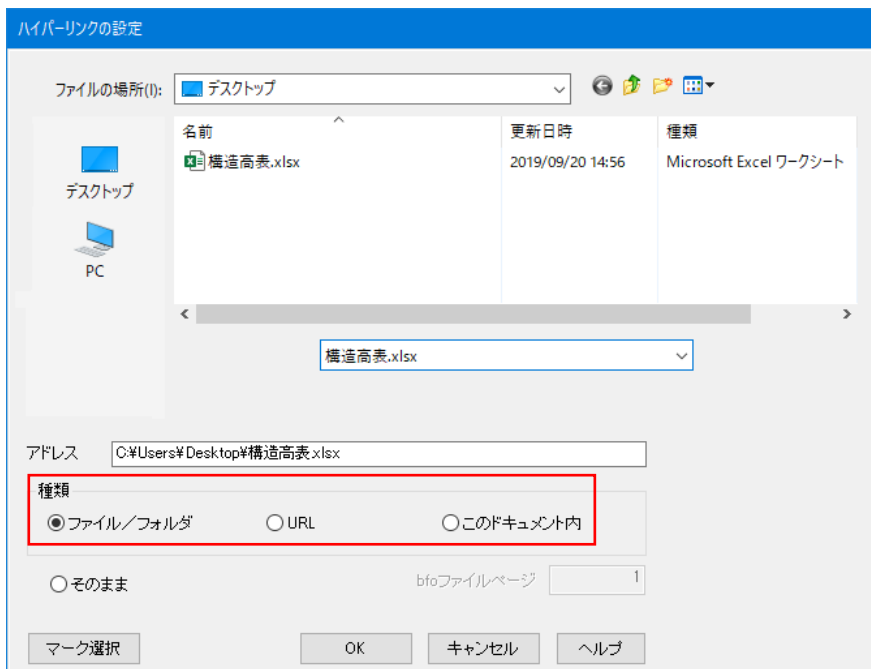 ハイパーリンクの設定
ファイルの場所(I): デスクトップ
名前 更新日時 種類
構造高表.xlsx 2019/09/20 14:56 Microsoft Excel ワークシート
デスクトップ
PC
構造高表.xlsx
アドレス C:¥Users¥Desktop¥構造高表.xlsx
種類
ファイル／フォルダ URL このドキュメント内
そのまま bfoファイルページ 1
マーク選択 OK キャンセル ヘルプ